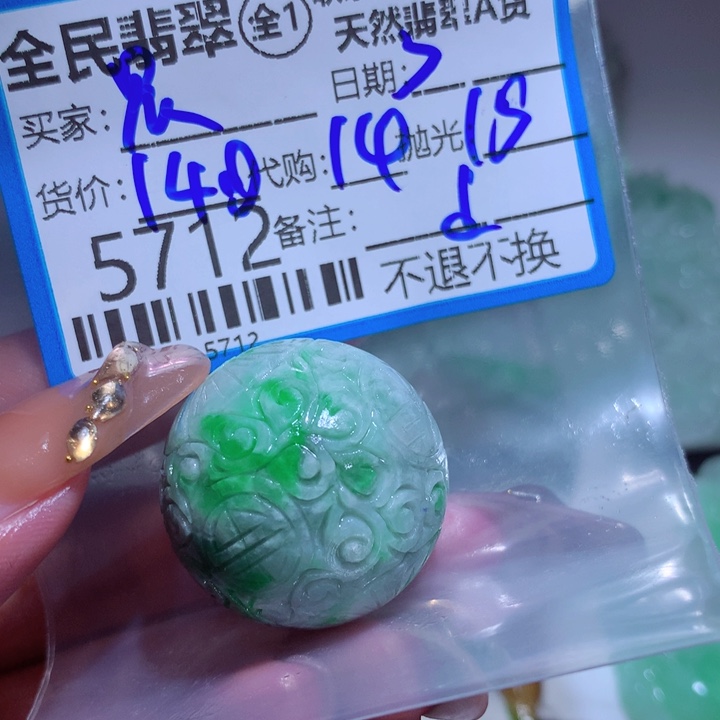 全民翡翠 全1
天然翡翠A货
买家: 日期:
货价: 148 代购: 14 抛光 18
5712 备注:
不退不换
5712